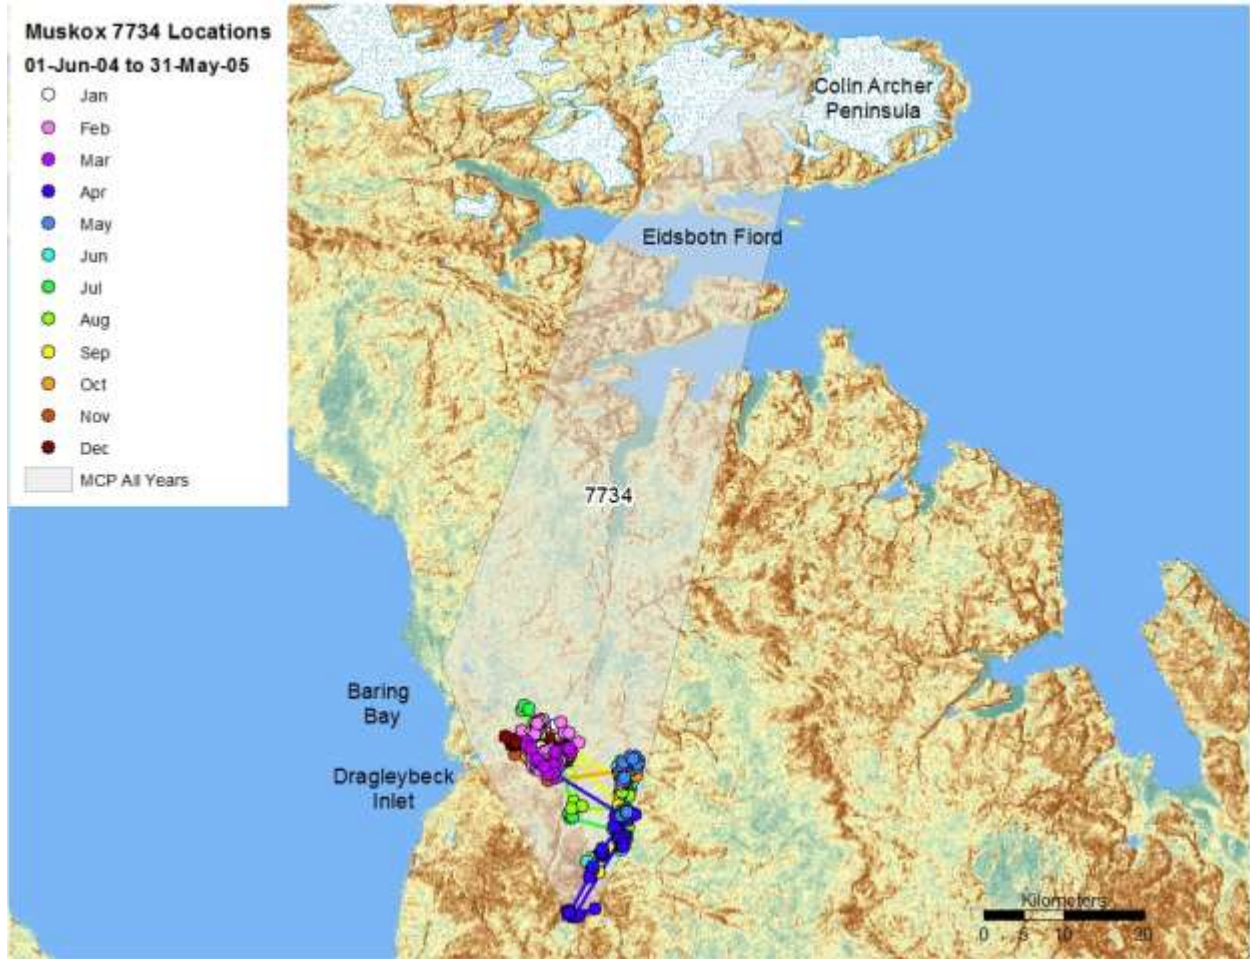 Muskox 7734 Locations
01-Jun-04 to 31-May-05
Jan
Feb
Mar
Apr
May
Jun
Jul
Aug
Sep
Oct
Nov
Dec
MCP All Years
Colin Archer
Peninsula
Eidsbotn Fiord
7734
Baring
Bay
Dragleybeck
Inlet
Kilometers
0 5 10 20